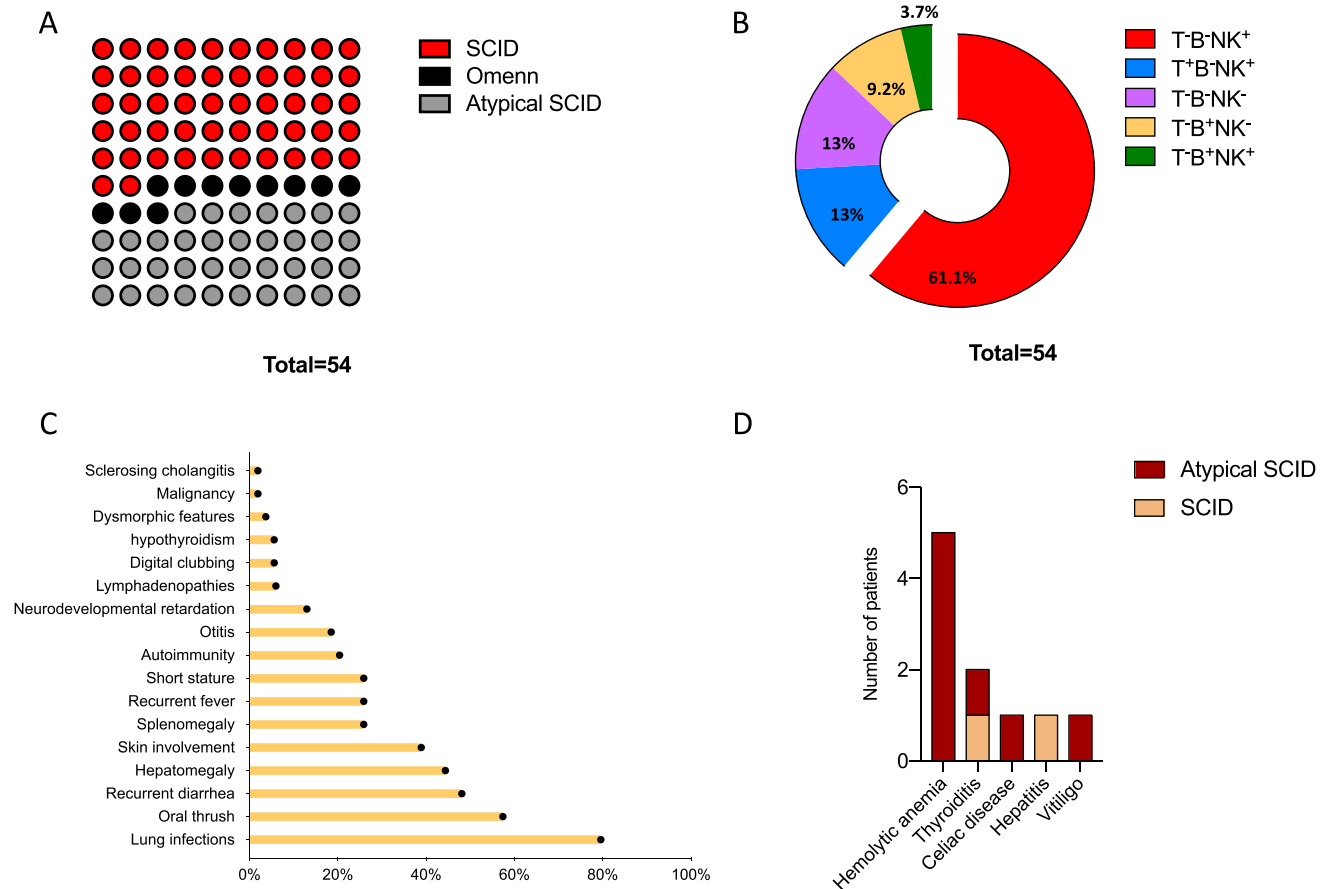 A
SCID
Omenn
Atypical SCID
Total=54
B
3.7%
9.2%
13%
13%
61.1%
T⁻B⁻NK⁺
T⁺B⁻NK⁺
T⁻B⁻NK⁻
T⁻B⁺NK⁻
T⁻B⁺NK⁺
Total=54
C
Sclerosing cholangitis
Malignancy
Dysmorphic features
hypothyroidism
Digital clubbing
Lymphadenopathies
Neurodevelopmental retardation
Otitis
Autoimmunity
Short stature
Recurrent fever
Splenomegaly
Skin involvement
Hepatomegaly
Recurrent diarrhea
Oral thrush
Lung infections
0% 20% 40% 60% 80% 100%
D
Atypical SCID
SCID
Number of patients
6
4
2
0
Hemolytic anemia
Thyroiditis
Celiac disease
Hepatitis
Vitiligo